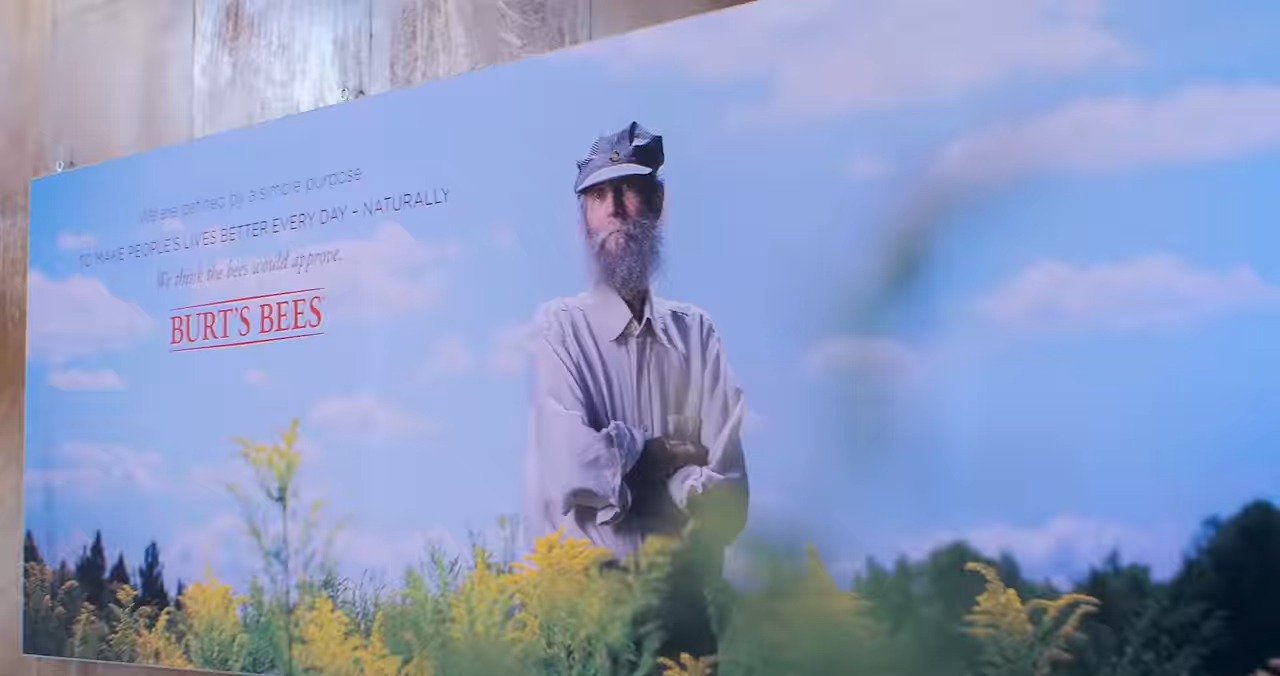 We are defined by a simple purpose
TO MAKE PEOPLE'S LIVES BETTER EVERY DAY - NATURALLY
We think the bees would approve.
BURT'S BEES